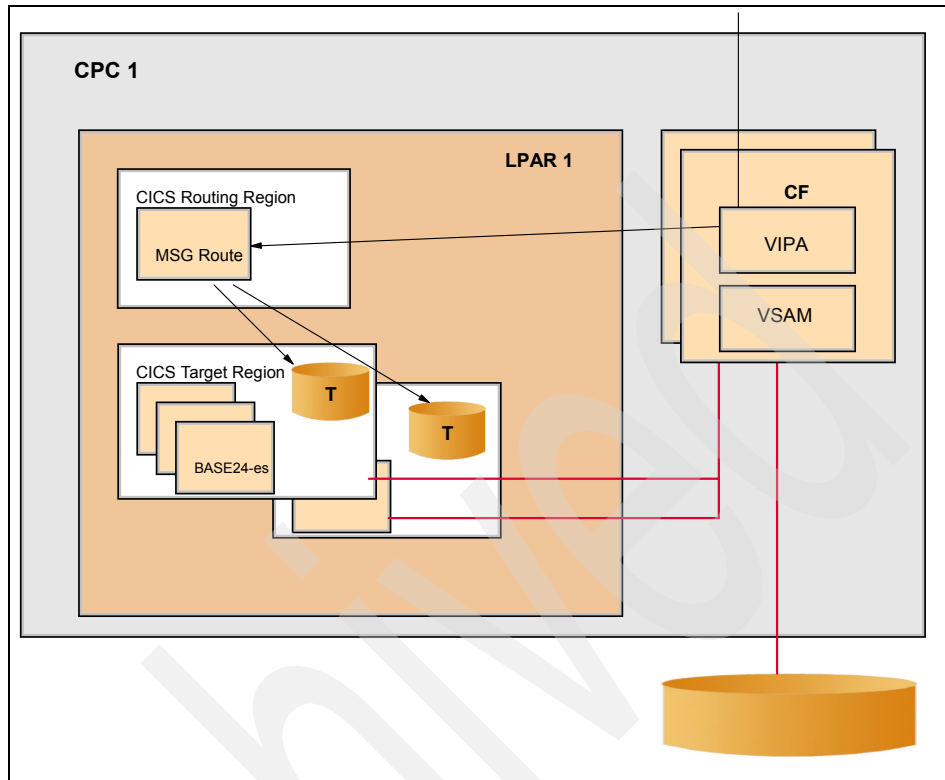 CPC 1
LPAR 1
CICS Routing Region
MSG Route
CF
VIPA
VSAM
CICS Target Region
T
T
BASE24-es